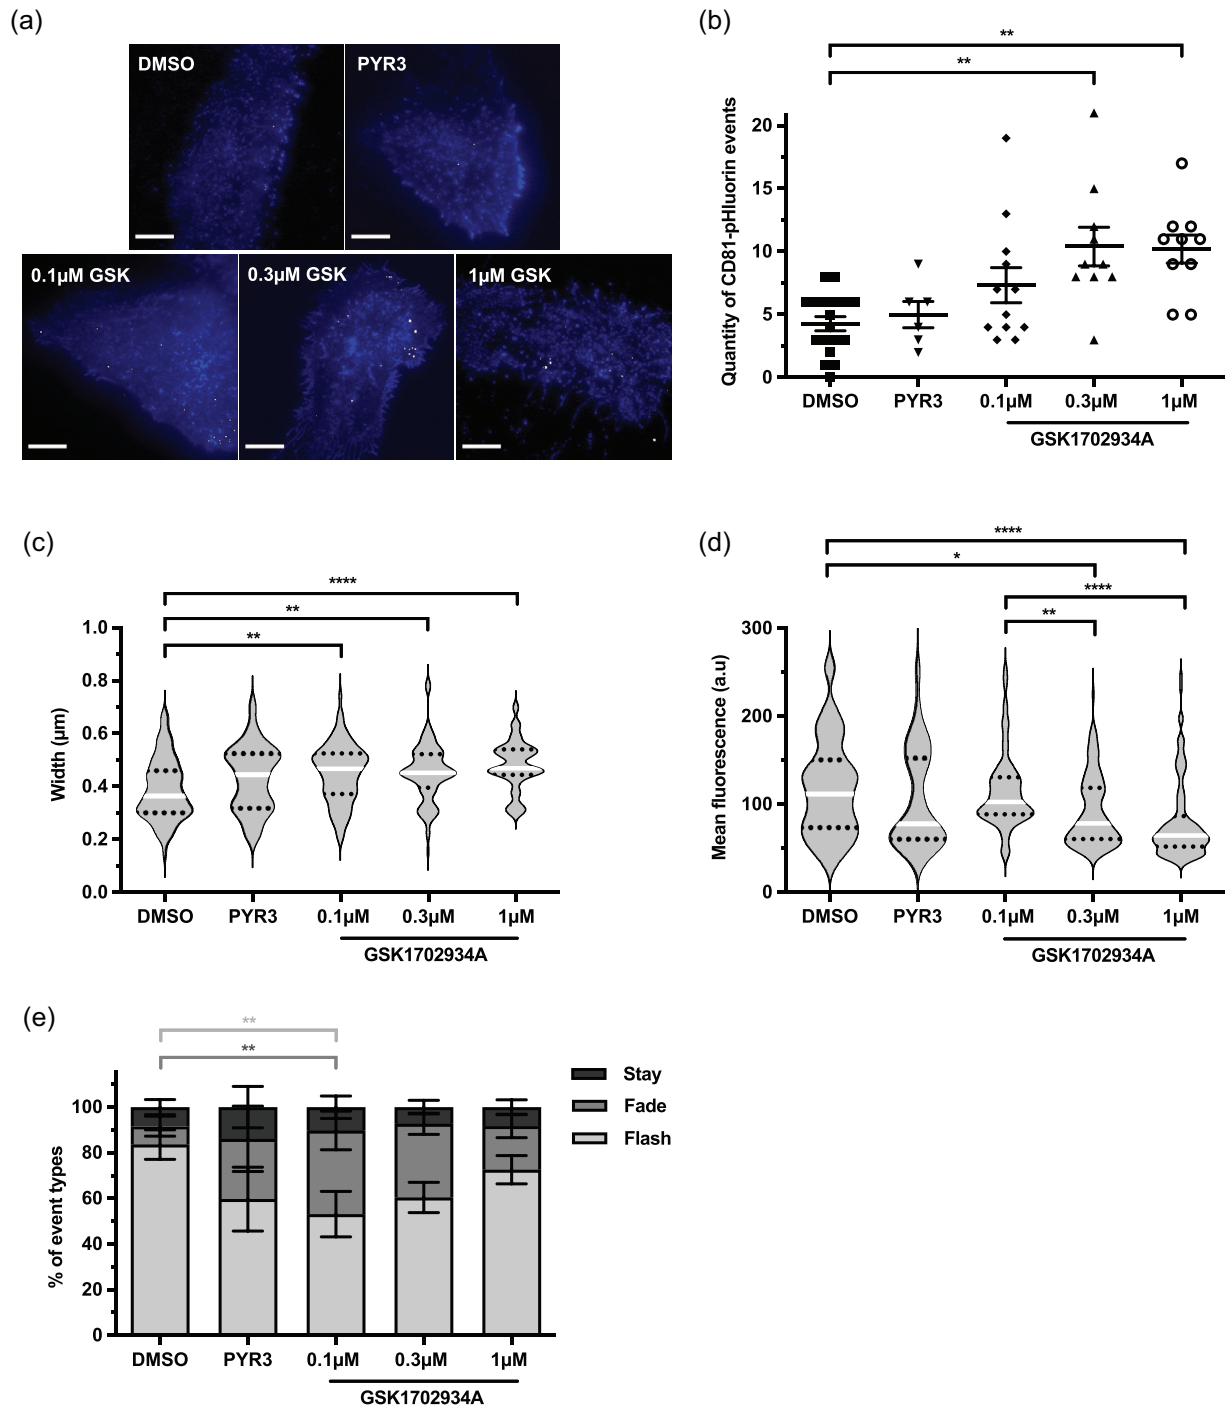 (a)
DMSO
PYR3
0.1µM GSK
0.3µM GSK
1µM GSK
(b)
**
**
Quantity of CD81-pHluorin events
20
15
10
5
0
DMSO PYR3 0.1µM 0.3µM 1µM
GSK1702934A
(c)
****
**
**
Width (µm)
1.0
0.8
0.6
0.4
0.2
0.0
DMSO PYR3 0.1µM 0.3µM 1µM
GSK1702934A
(d)
****
*
****
**
Mean fluorescence (a.u)
300
200
100
0
DMSO PYR3 0.1µM 0.3µM 1µM
GSK1702934A
(e)
**
**
% of event types
100
80
60
40
20
0
DMSO PYR3 0.1µM 0.3µM 1µM
GSK1702934A
Stay
Fade
Flash